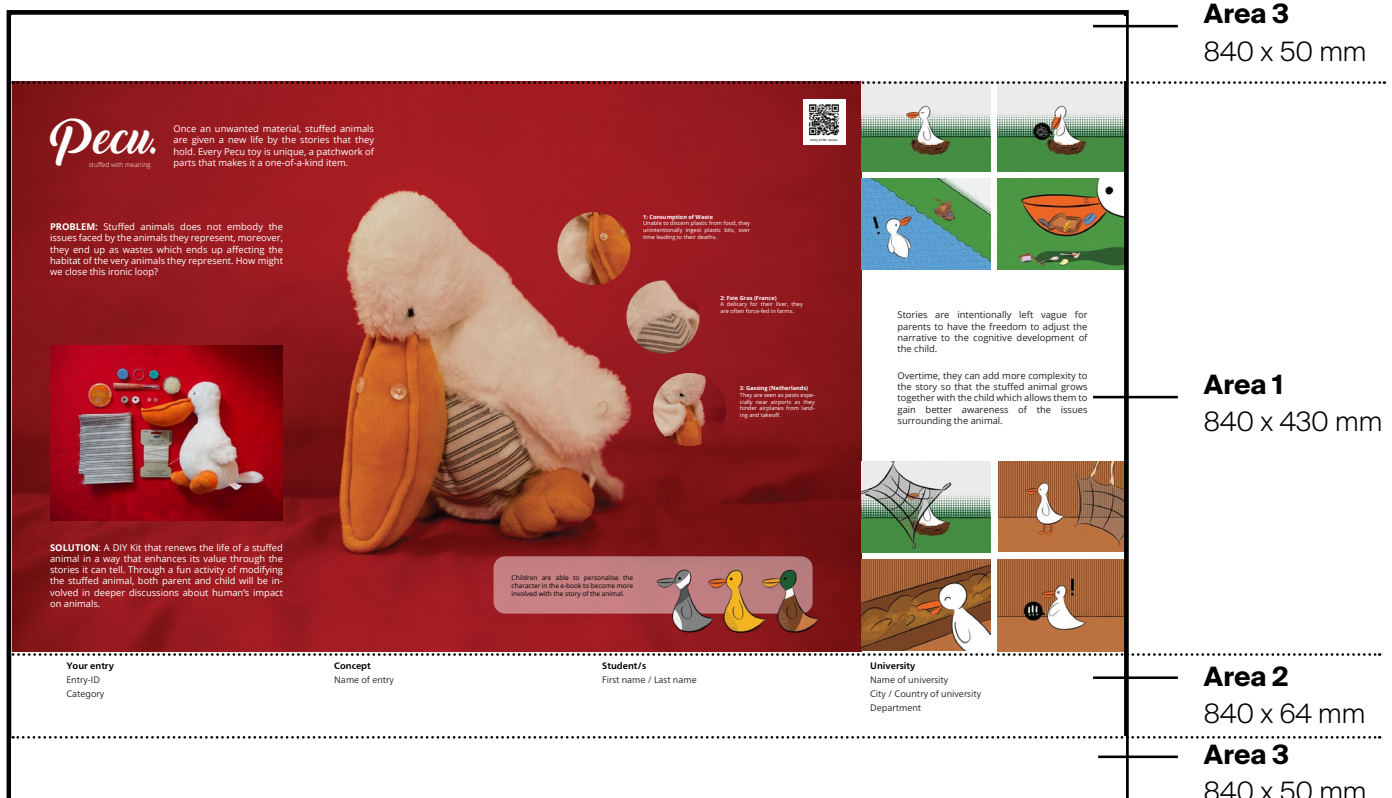 Area 3
840 x 50 mm
Pecu.
stuffed with meaning
Once an unwanted material, stuffed animals
are given a new life by the stories that they
hold. Every Pecu toy is unique, a patchwork of
parts that makes it a one-of-a-kind item.
PROBLEM: Stuffed animals does not embody the
issues faced by the animals they represent, moreover,
they end up as wastes which ends up affecting the
habitat of the very animals they represent. How might
we close this ironic loop?
1: Consumption of Waste
Unable to discern plastic from food, they
unintentionally ingest plastic bits, over
time leading to their deaths.
2: Foie Gras (France)
A delicary for their liver, they
are often force-fed in farms.
3: Gassing (Netherlands)
They are seen as pests espe-
cially near airports as they
hinder airplanes from land-
ing and takeoff.
SOLUTION: A DIY Kit that renews the life of a stuffed
animal in a way that enhances its value through the
stories it can tell. Through a fun activity of modifying
the stuffed animal, both parent and child will be in-
volved in deeper discussions about human's impact
on animals.
Children are able to personalise the
character in the e-book to become more
involved with the story of the animal.
!
Stories are intentionally left vague for
parents to have the freedom to adjust the
narrative to the cognitive development of
the child.
Overtime, they can add more complexity to
the story so that the stuffed animal grows
together with the child which allows them to
gain better awareness of the issues
surrounding the animal.
!
!!!
Area 1
840 x 430 mm
Your entry
Entry-ID
Category
Concept
Name of entry
Student/s
First name / Last name
University
Name of university
City / Country of university
Department
Area 2
840 x 64 mm
Area 3
840 x 50 mm